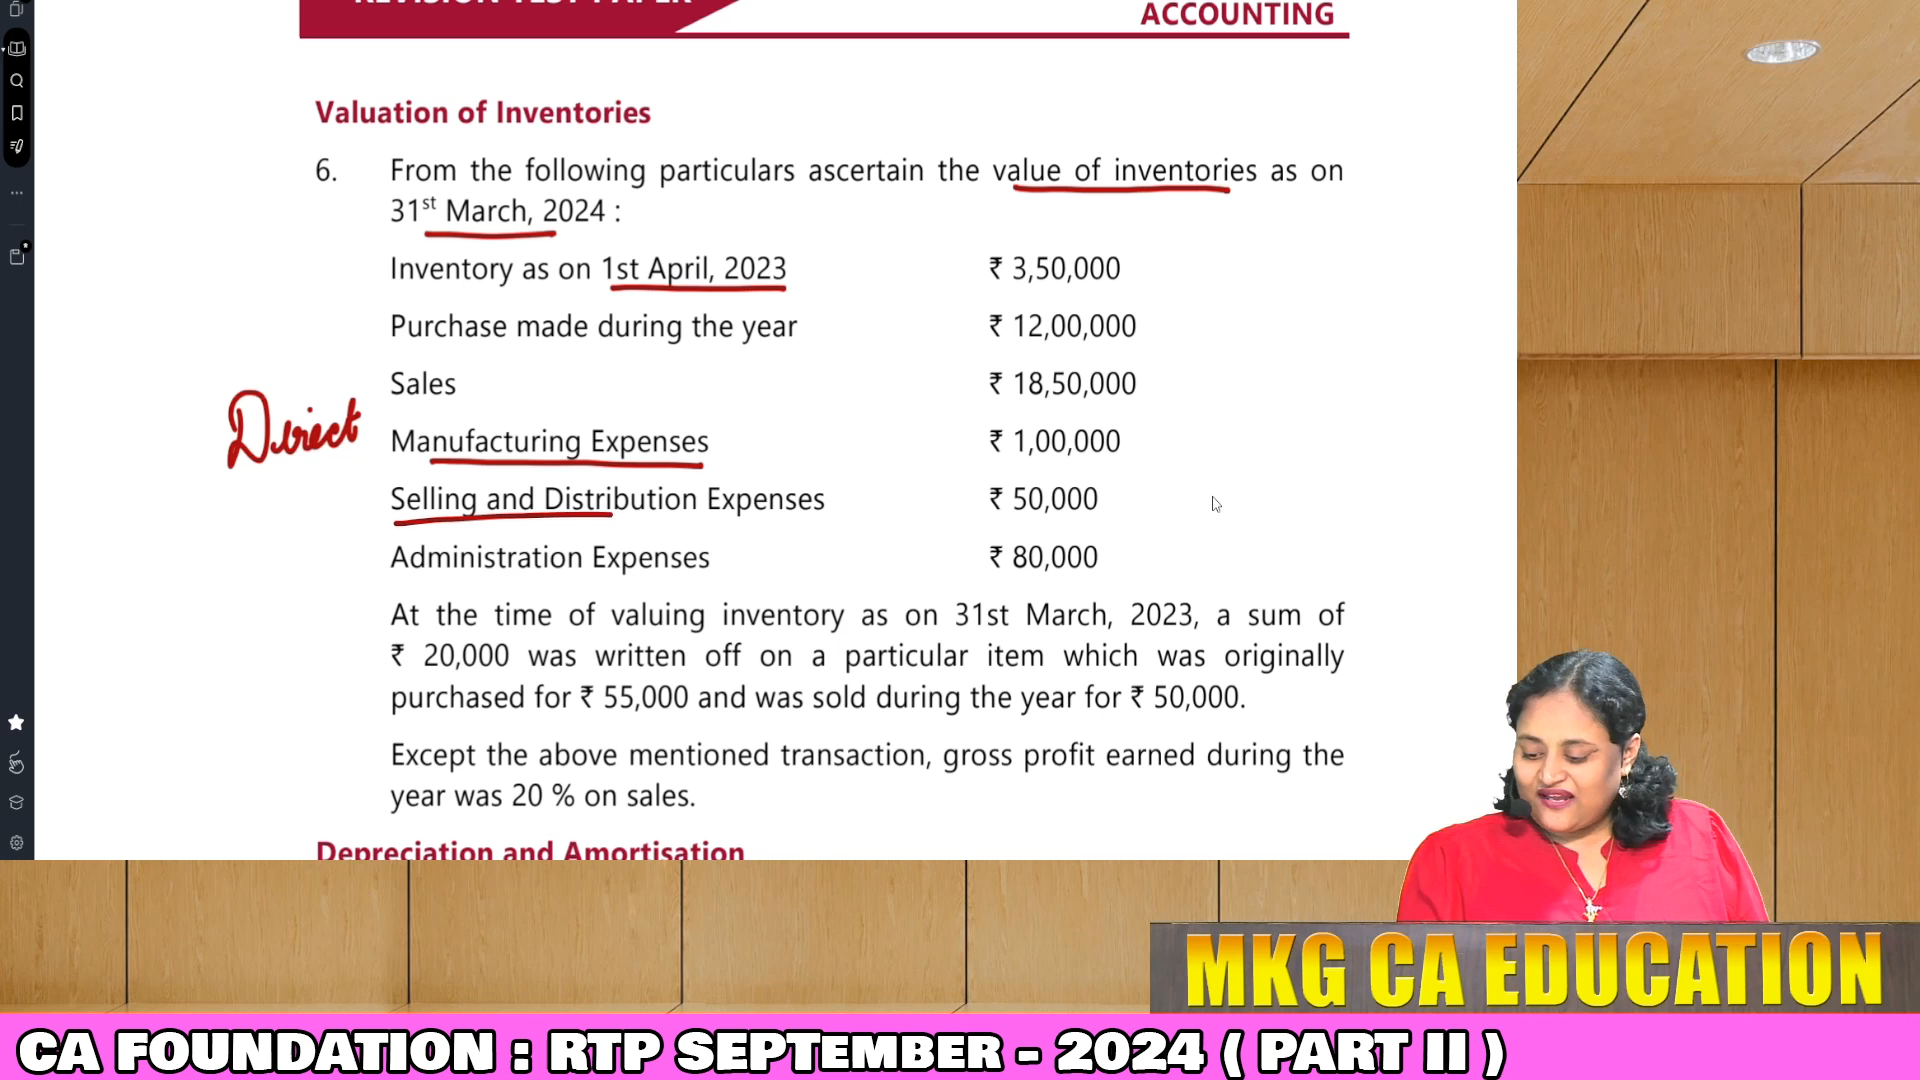 REVISION TEST PAPER
ACCOUNTING
Valuation of Inventories
6. From the following particulars ascertain the value of inventories as on
31st March, 2024 :
Inventory as on 1st April, 2023 ₹ 3,50,000
Purchase made during the year ₹ 12,00,000
Sales ₹ 18,50,000
Direct
Manufacturing Expenses ₹ 1,00,000
Selling and Distribution Expenses ₹ 50,000
Administration Expenses ₹ 80,000
At the time of valuing inventory as on 31st March, 2023, a sum of
₹ 20,000 was written off on a particular item which was originally
purchased for ₹ 55,000 and was sold during the year for ₹ 50,000.
Except the above mentioned transaction, gross profit earned during the
year was 20 % on sales.
Depreciation and Amortisation
MKG CA EDUCATION
CA FOUNDATION : RTP SEPTEMBER - 2024 ( PART II )